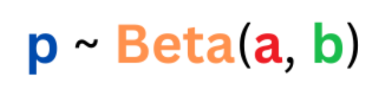 p ~ Beta(a, b)